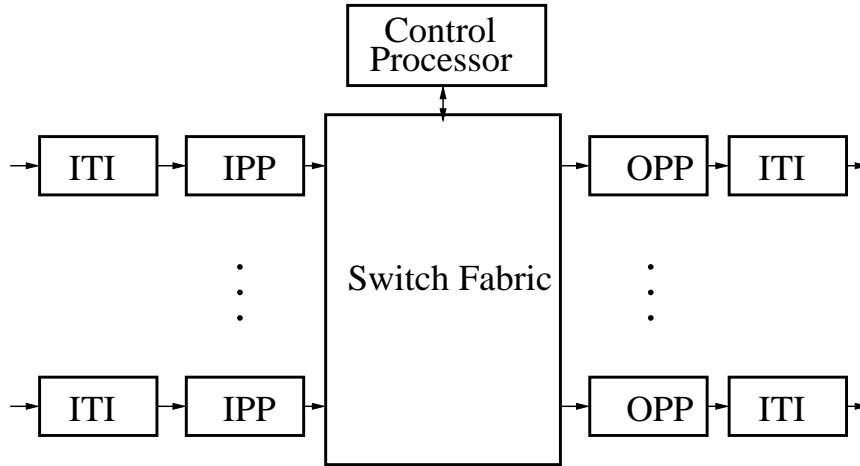 Control
Processor
ITI
IPP
OPP
ITI
Switch Fabric
ITI
IPP
OPP
ITI